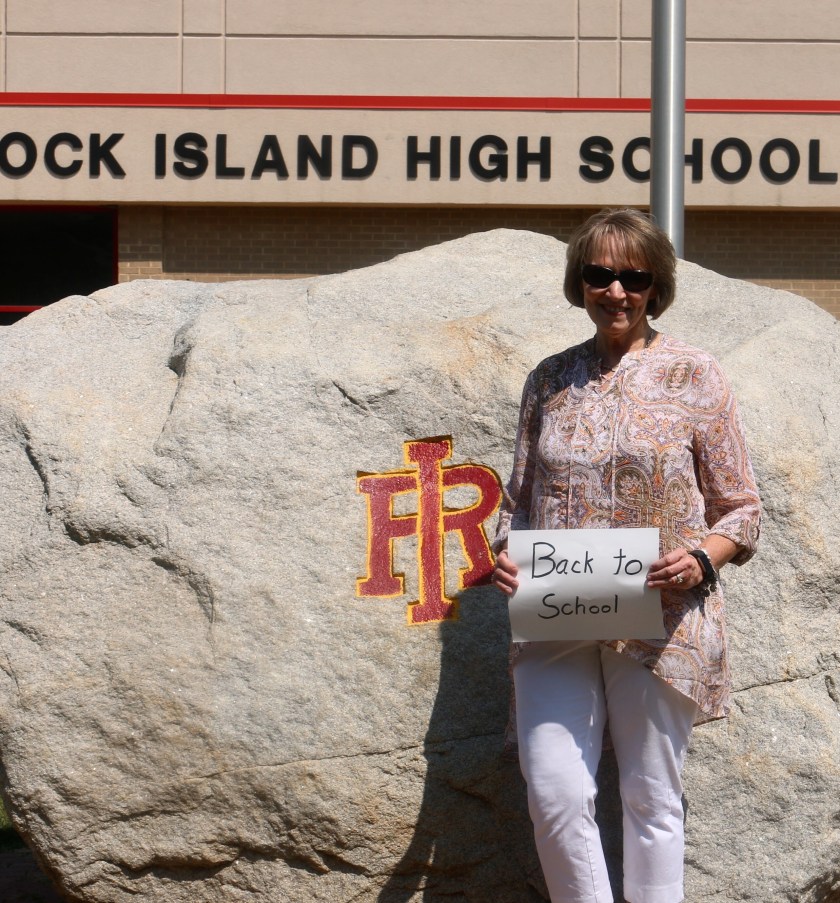 OCK ISLAND HIGH SCHOOL
RI
Back to
School